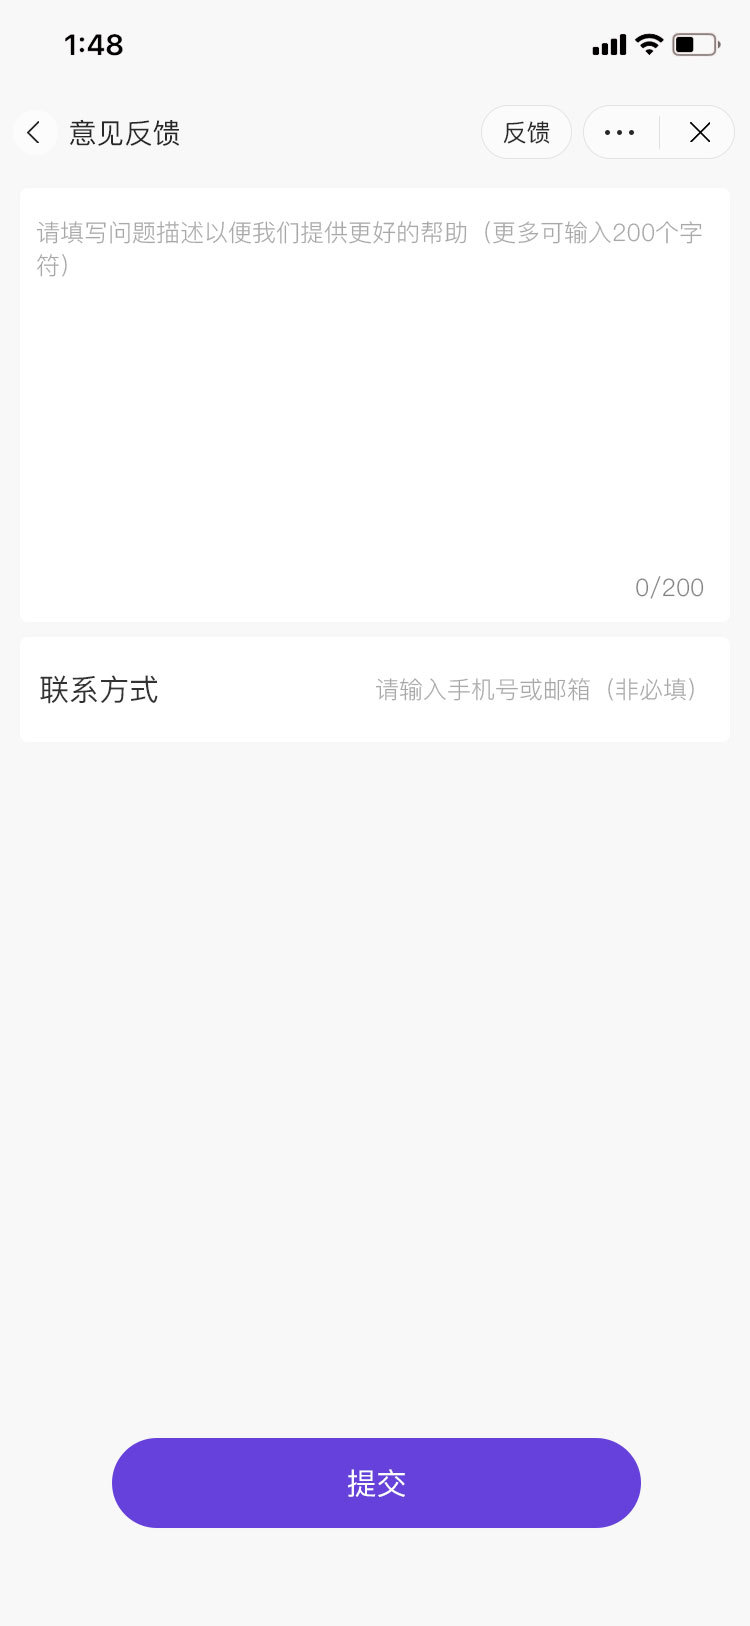 1:48
意见反馈
反馈
请填写问题描述以便我们提供更好的帮助（更多可输入200个字
符）
0/200
联系方式
请输入手机号或邮箱（非必填）
提交